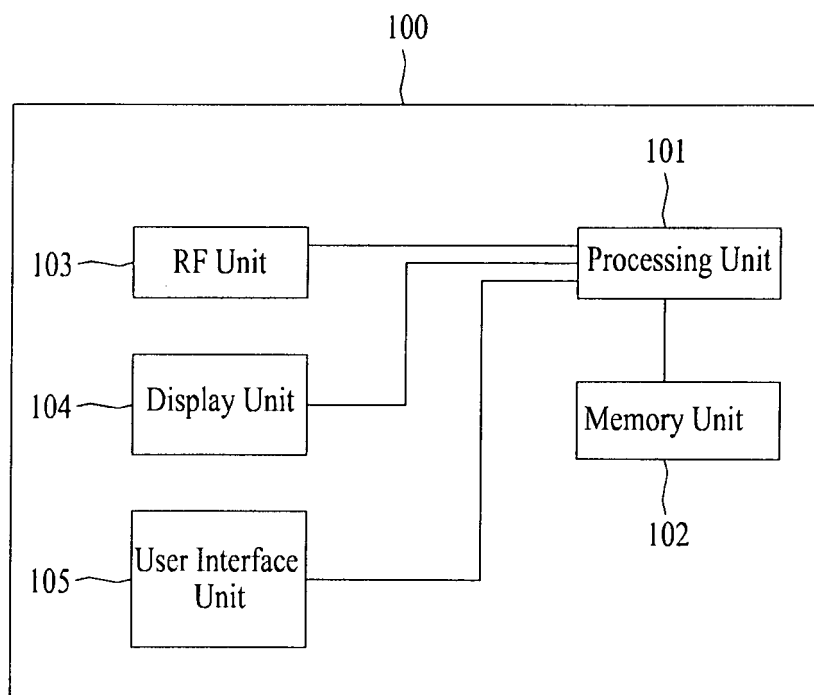 100
101
103
RF Unit
Processing Unit
104
Display Unit
Memory Unit
102
105
User Interface
Unit